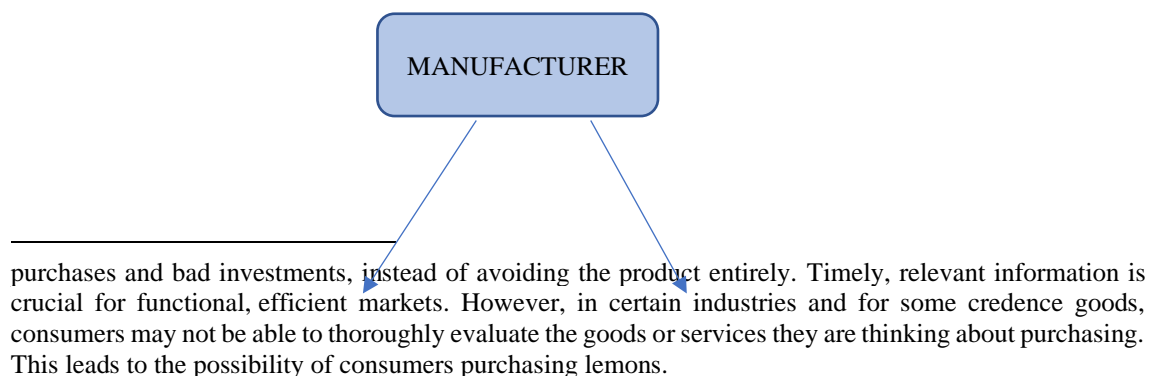 MANUFACTURER
purchases and bad investments, instead of avoiding the product entirely. Timely, relevant information is
crucial for functional, efficient markets. However, in certain industries and for some credence goods,
consumers may not be able to thoroughly evaluate the goods or services they are thinking about purchasing.
This leads to the possibility of consumers purchasing lemons.